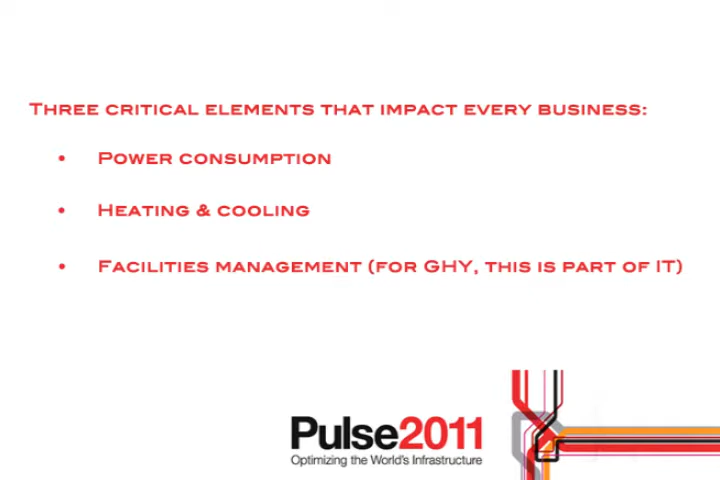 Three critical elements that impact every business:
• Power consumption
• Heating & cooling
• Facilities management (for GHY, this is part of IT)
Pulse2011
Optimizing the World's Infrastructure